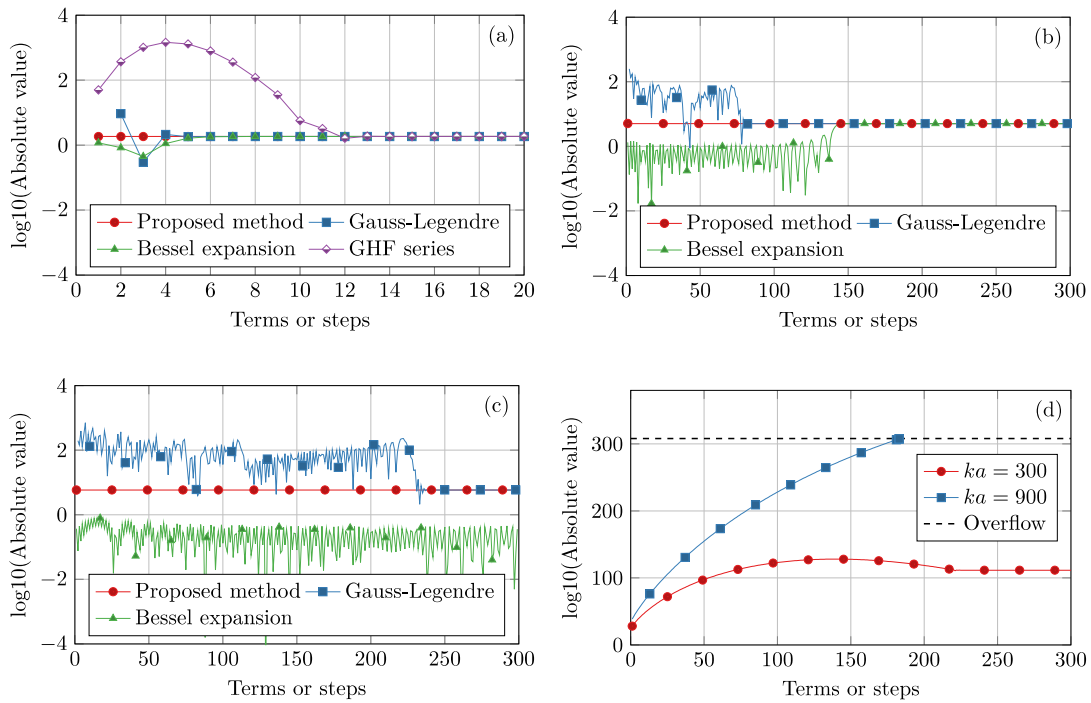 (a)
log10(Absolute value)
4
2
0
−2
−4
Proposed method
Gauss-Legendre
Bessel expansion
GHF series
0 2 4 6 8 10 12 14 16 18 20
Terms or steps
(b)
log10(Absolute value)
4
2
0
−2
−4
Proposed method
Gauss-Legendre
Bessel expansion
0 50 100 150 200 250 300
Terms or steps
(c)
log10(Absolute value)
4
2
0
−2
−4
Proposed method
Gauss-Legendre
Bessel expansion
0 50 100 150 200 250 300
Terms or steps
(d)
log10(Absolute value)
300
200
100
0
ka = 300
ka = 900
Overflow
0 50 100 150 200 250 300
Terms or steps